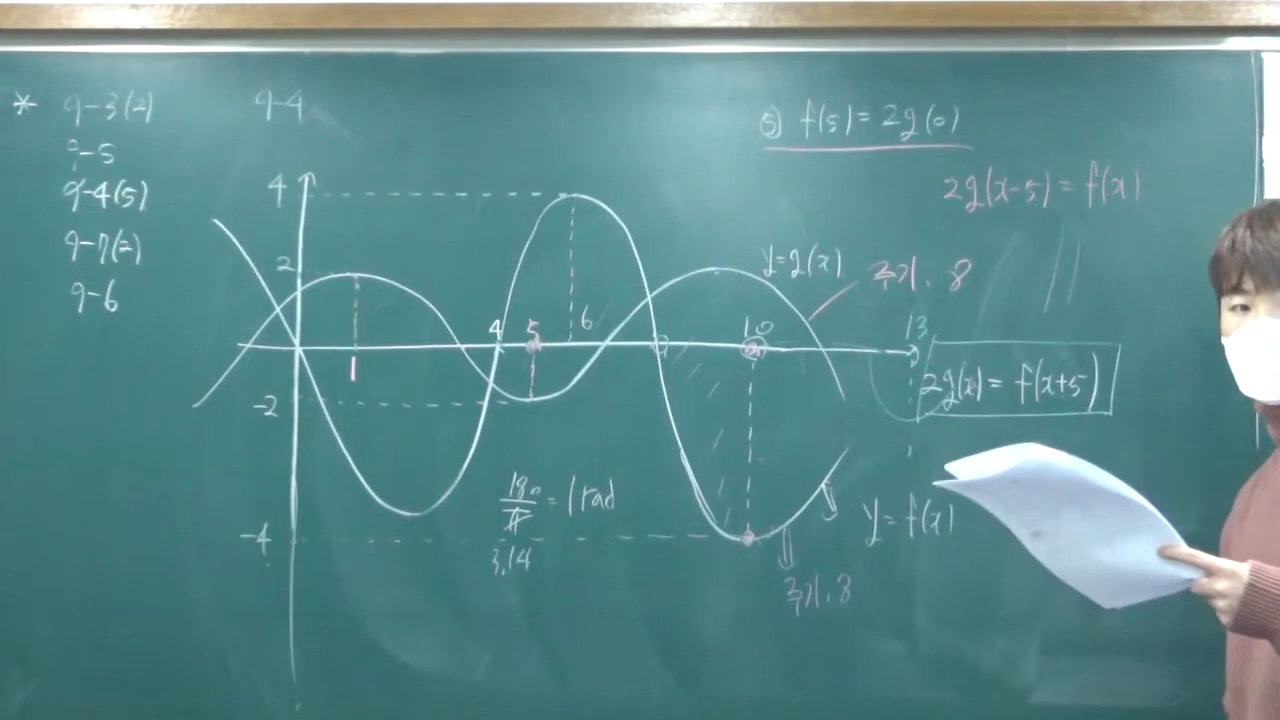 * 9-3(2)
9-5
9-4(5)
9-7(2)
9-6
9-4
⑤ f(5)=2g(0)
2g(x-5)=f(x)
4
2
-2
-4
1
4
5
6
10
13
y=g(x)
주기. 8
2g(x)=f(x+5)
180/π = 1rad
3.14
y=f(x)
주기. 8